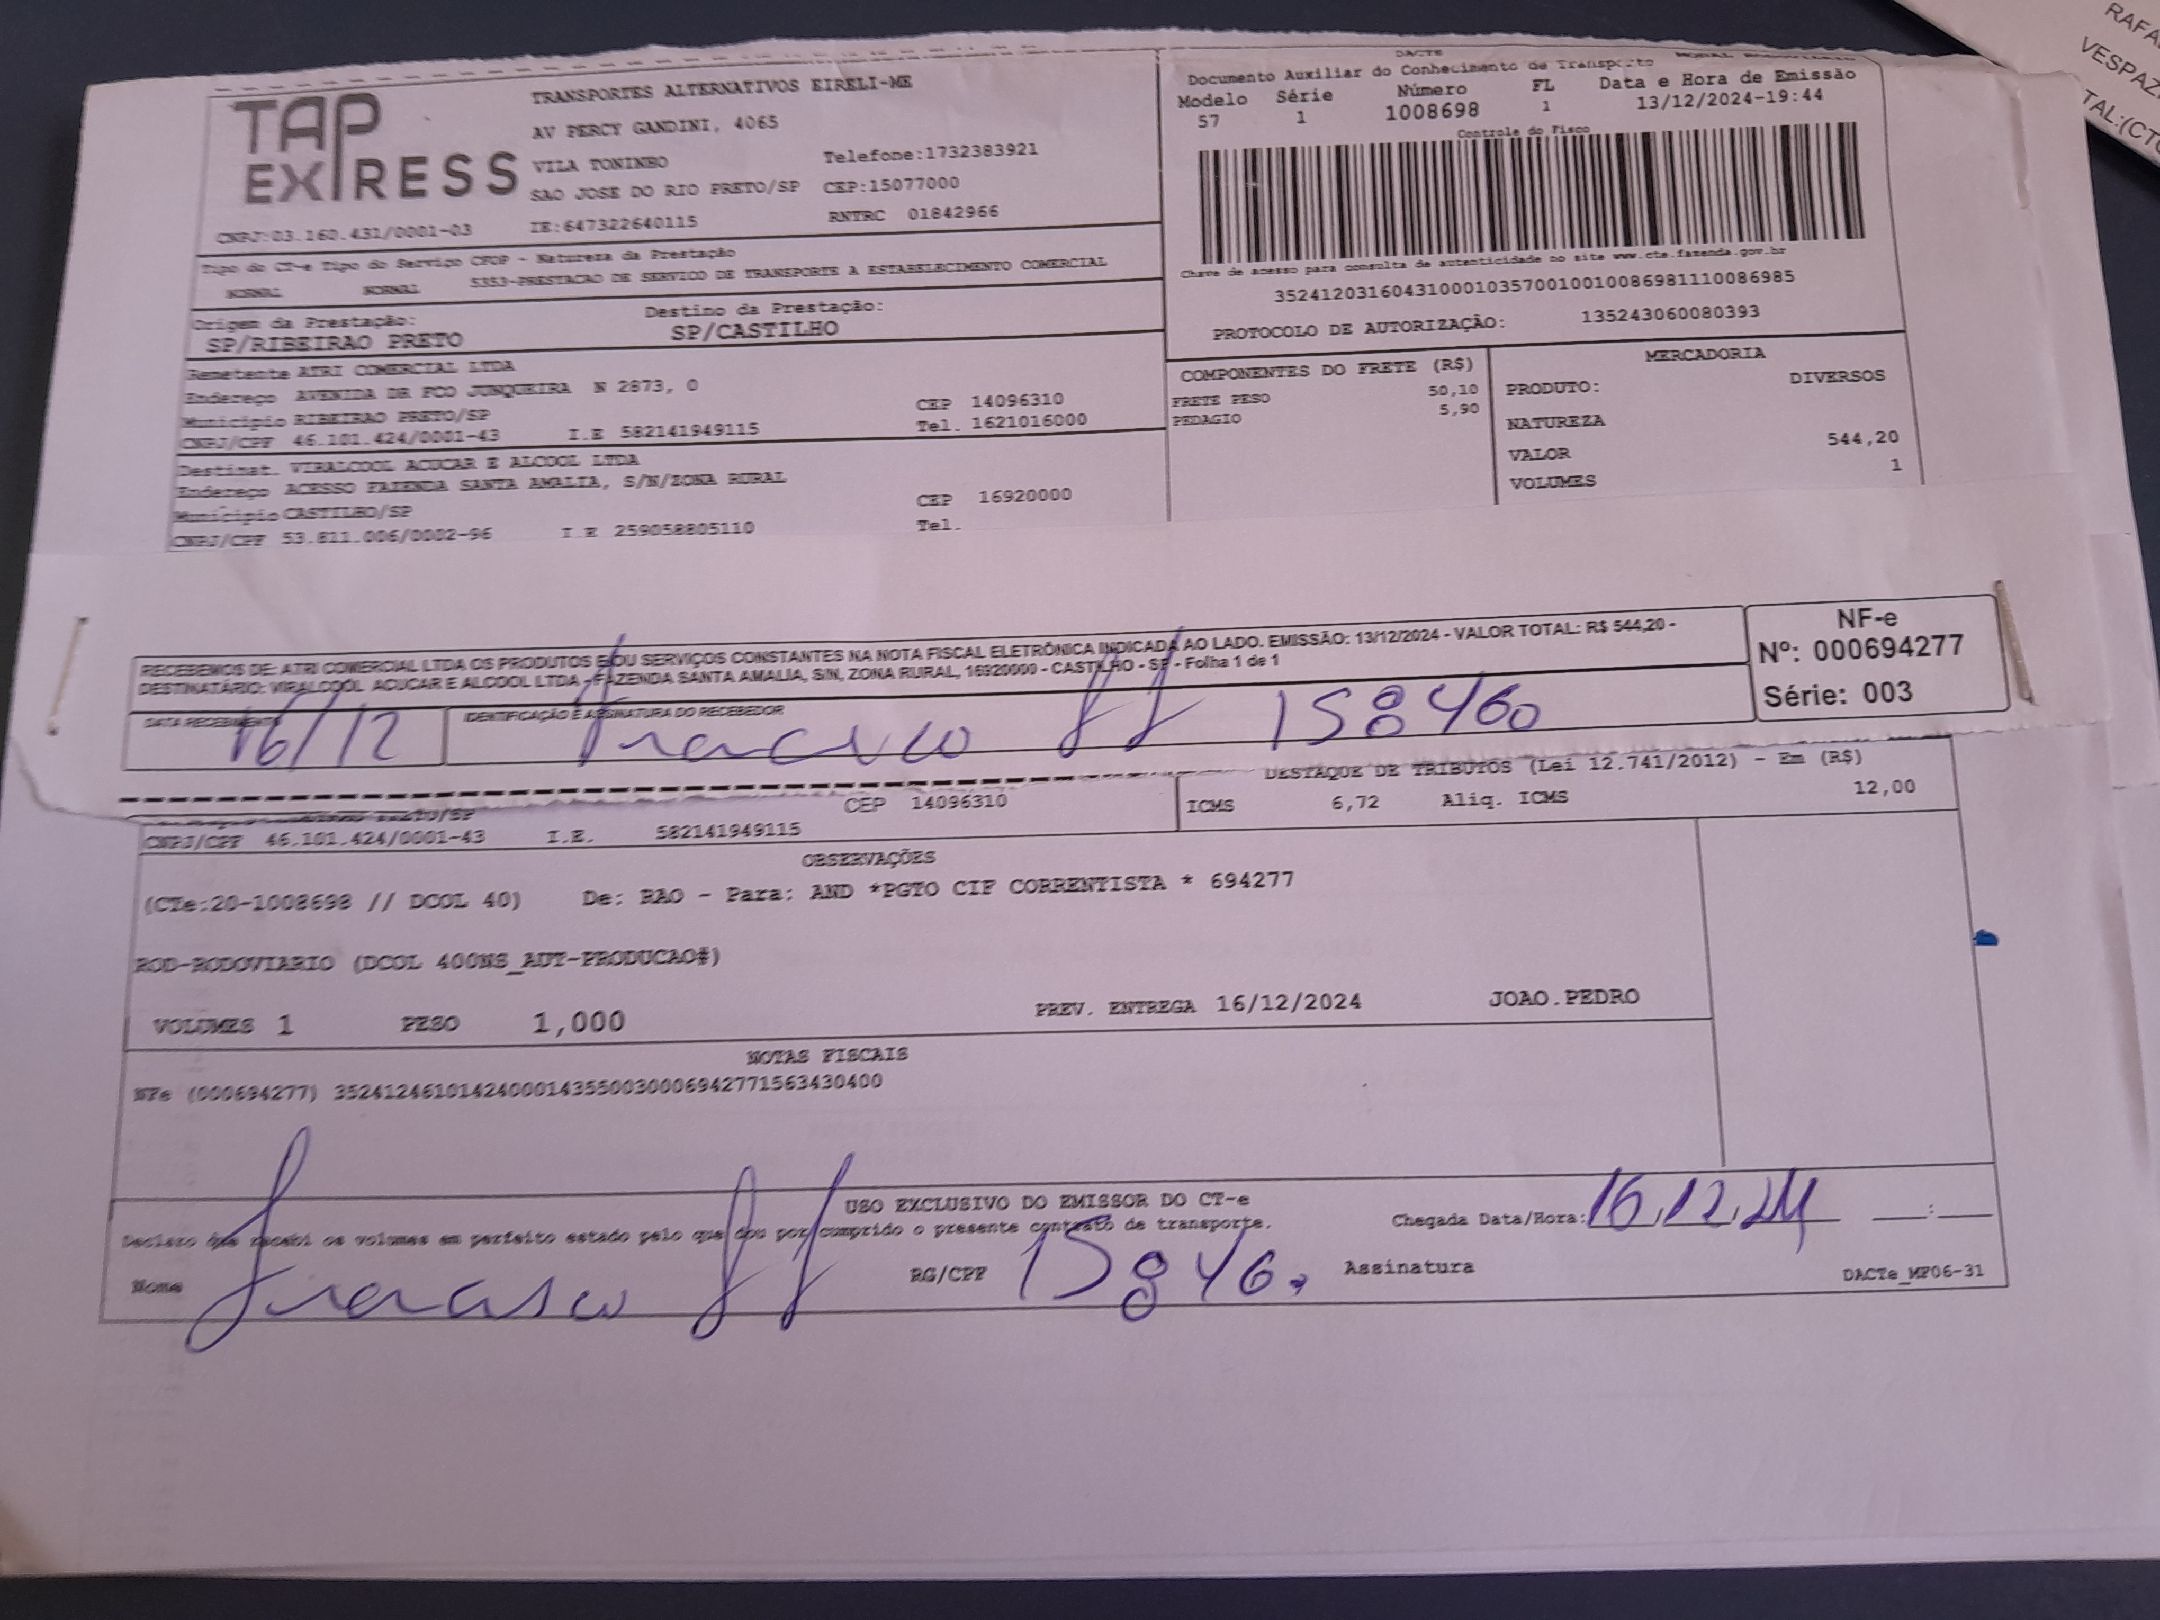 TAP EXPRESS
TRANSPORTES ALTERNATIVOS EIRELI-ME
AV PERCY GANDINI, 4065
VILA TONINHO Telefone:1732383921
SAO JOSE DO RIO PRETO/SP CEP:15077000
CNPJ:03.160.431/0001-03 IE:647322640115 RNTRC 01842966
DACTE MODAL RODOVIARIO
Documento Auxiliar do Conhecimento de Transporte
Modelo Série Número FL Data e Hora de Emissão
57 1 1008698 1 13/12/2024-19:44
Controle do Fisco
Chave de acesso para consulta de autenticidade no site www.cte.fazenda.gov.br
35241203160431000103570010010086981110086985
PROTOCOLO DE AUTORIZAÇÃO: 135243060080393
Tipo do CT-e Tipo do Serviço CFOP - Natureza da Prestação
NORMAL NORMAL 5353-PRESTACAO DE SERVICO DE TRANSPORTE A ESTABELECIMENTO COMERCIAL
Origem da Prestação: Destino da Prestação:
SP/RIBEIRAO PRETO SP/CASTILHO
Remetente ATRI COMERCIAL LTDA
Endereço AVENIDA DR FCO JUNQUEIRA N 2873, 0
Município RIBEIRAO PRETO/SP CEP 14096310
CNPJ/CPF 46.101.424/0001-43 I.E 582141949115 Tel. 1621016000
Destinat. VIRALCOOL ACUCAR E ALCOOL LTDA
Endereço ACESSO FAZENDA SANTA AMALIA, S/N/ZONA RURAL
Município CASTILHO/SP CEP 16920000
CNPJ/CPF 53.811.006/0002-96 I.E 259058805110 Tel.
COMPONENTES DO FRETE (R$)
FRETE PESO 50,10
PEDAGIO 5,90
MERCADORIA
PRODUTO: DIVERSOS
NATUREZA
VALOR 544,20
VOLUMES 1
RECEBEMOS DE: ATRI COMERCIAL LTDA OS PRODUTOS E/OU SERVIÇOS CONSTANTES NA NOTA FISCAL ELETRÔNICA INDICADA AO LADO. EMISSÃO: 13/12/2024 - VALOR TOTAL: R$ 544,20 -
DESTINATÁRIO: VIRALCOOL ACUCAR E ALCOOL LTDA - FAZENDA SANTA AMALIA, S/N, ZONA RURAL, 16920000 - CASTILHO - SP - Folha 1 de 1
NF-e
Nº: 000694277
Série: 003
DATA RECEBIMENTO IDENTIFICAÇÃO E ASSINATURA DO RECEBEDOR
16/12 Francisco 158460
DESTAQUE DE TRIBUTOS (Lei 12.741/2012) - Em (R$)
CEP 14096310 ICMS 6,72 Aliq. ICMS 12,00
CNPJ/CPF 46.101.424/0001-43 I.E. 582141949115
OBSERVAÇÕES
(CTe:20-1008698 // DCOL 40) De: RAO - Para: AND *PGTO CIF CORRENTISTA * 694277
ROD-RODOVIARIO (DCOL 400NS_AUT-PRODUCAO#)
VOLUMES 1 PESO 1,000 PREV. ENTREGA 16/12/2024 JOAO.PEDRO
NOTAS FISCAIS
NFe (000694277) 35241246101424000143550030006942771563430400
USO EXCLUSIVO DO EMISSOR DO CT-e
Declaro que recebi os volumes em perfeito estado pelo que dou por cumprido o presente contrato de transporte.
Chegada Data/Hora: 16,12,24 :
Nome Francisco RG/CPF 158460 Assinatura
DACTe_MF06-31
RAFA
VESPAZ
TAL:(CT